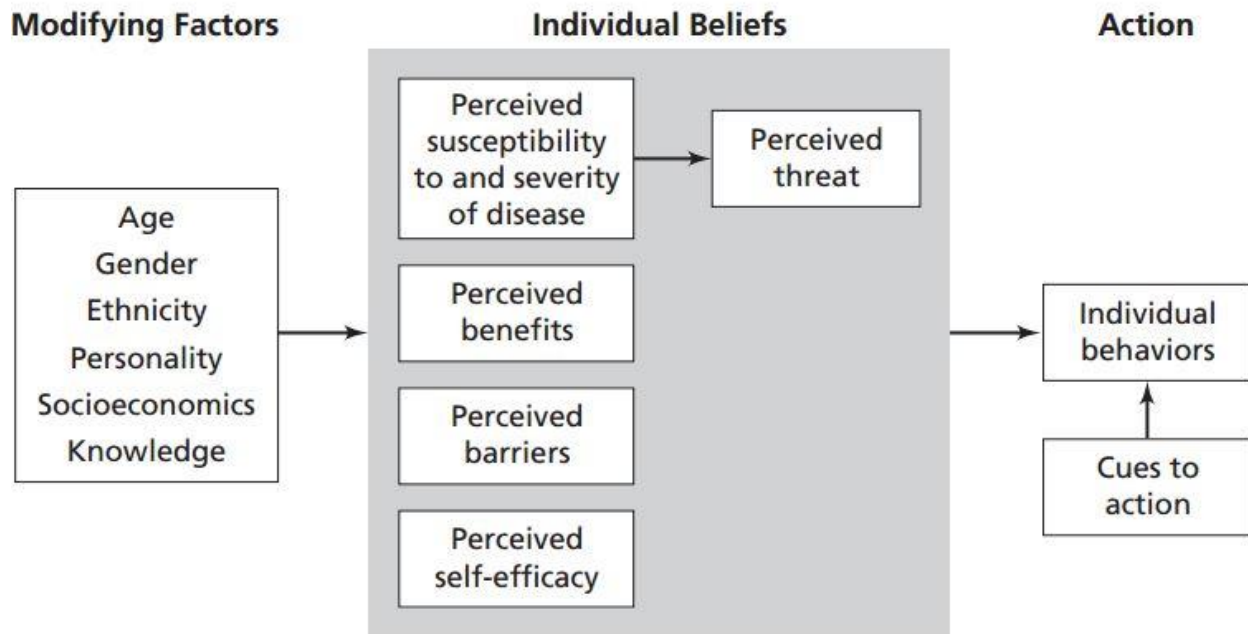 Modifying Factors
Individual Beliefs
Action
Age
Gender
Ethnicity
Personality
Socioeconomics
Knowledge
Perceived
susceptibility
to and severity
of disease
Perceived
threat
Perceived
benefits
Perceived
barriers
Perceived
self-efficacy
Individual
behaviors
Cues to
action